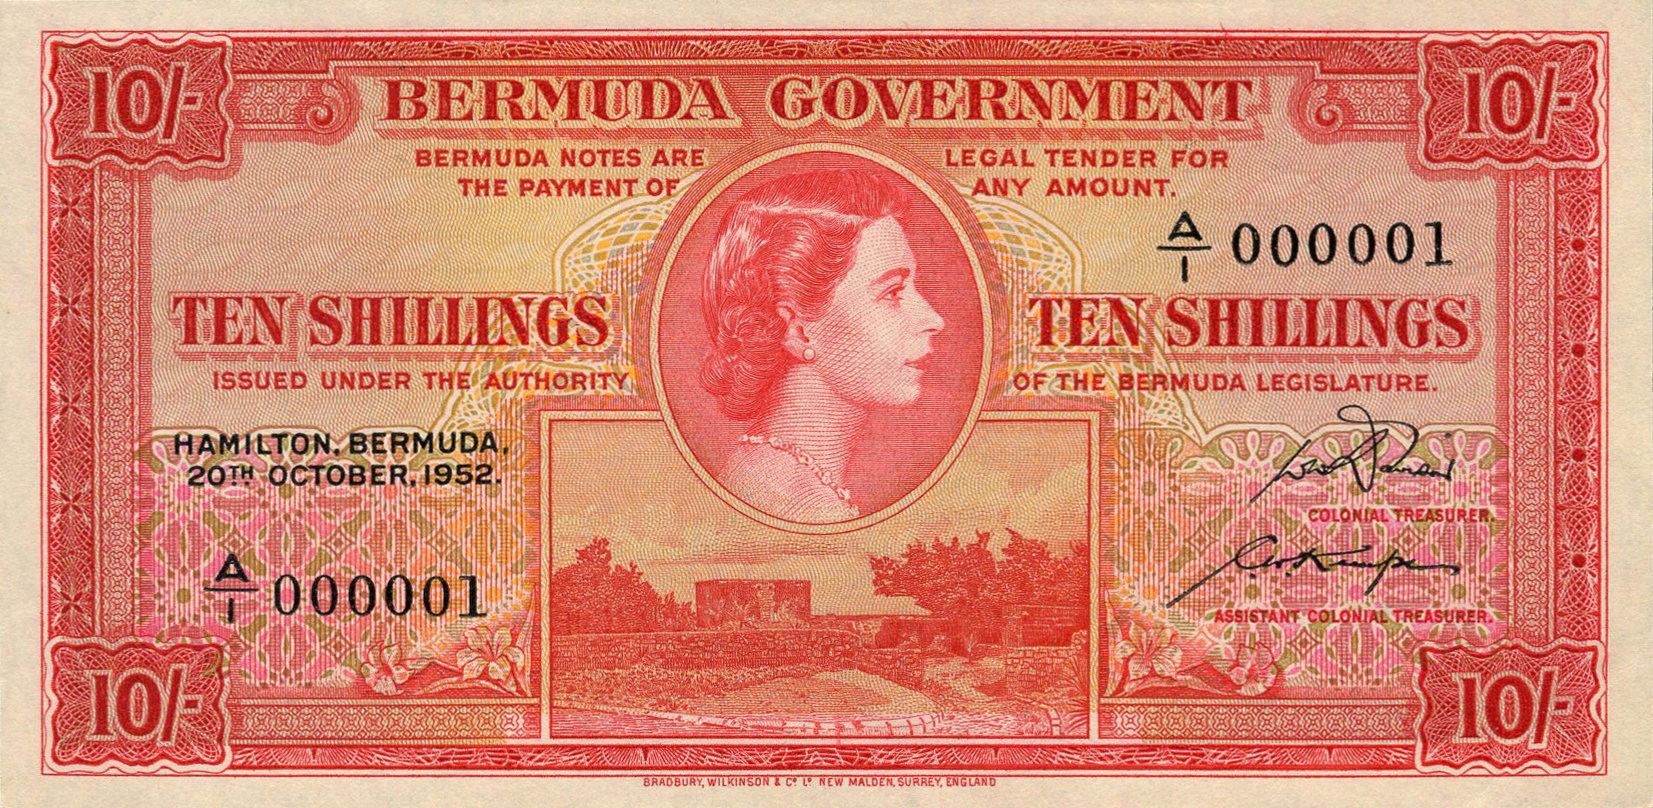 10/-
BERMUDA GOVERNMENT
10/-
BERMUDA NOTES ARE LEGAL TENDER FOR
THE PAYMENT OF ANY AMOUNT.
A/1 000001
TEN SHILLINGS TEN SHILLINGS
ISSUED UNDER THE AUTHORITY OF THE BERMUDA LEGISLATURE.
HAMILTON, BERMUDA,
20TH OCTOBER, 1952.
COLONIAL TREASURER.
A/1 000001
ASSISTANT COLONIAL TREASURER.
10/-
10/-
BRADBURY, WILKINSON & Cº Lº NEW MALDEN, SURREY, ENGLAND